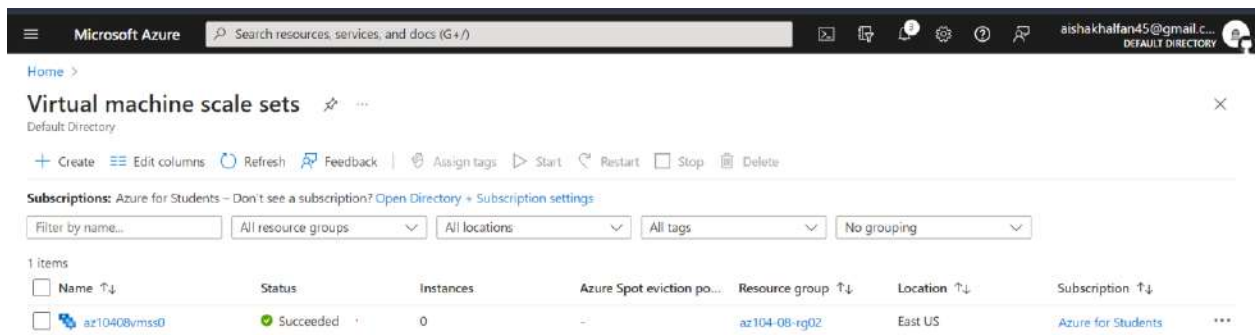 Microsoft Azure Search resources, services, and docs (G+/) 3 aishakhalfan45@gmail.c...
DEFAULT DIRECTORY
Home >
Virtual machine scale sets ...
Default Directory
+ Create Edit columns Refresh Feedback | Assign tags Start Restart Stop Delete
Subscriptions: Azure for Students – Don't see a subscription? Open Directory + Subscription settings
Filter by name... All resource groups All locations All tags No grouping
1 items
Name ↑↓ Status Instances Azure Spot eviction po... Resource group ↑↓ Location ↑↓ Subscription ↑↓
az10408vmss0 Succeeded 0 - az104-08-rg02 East US Azure for Students ...